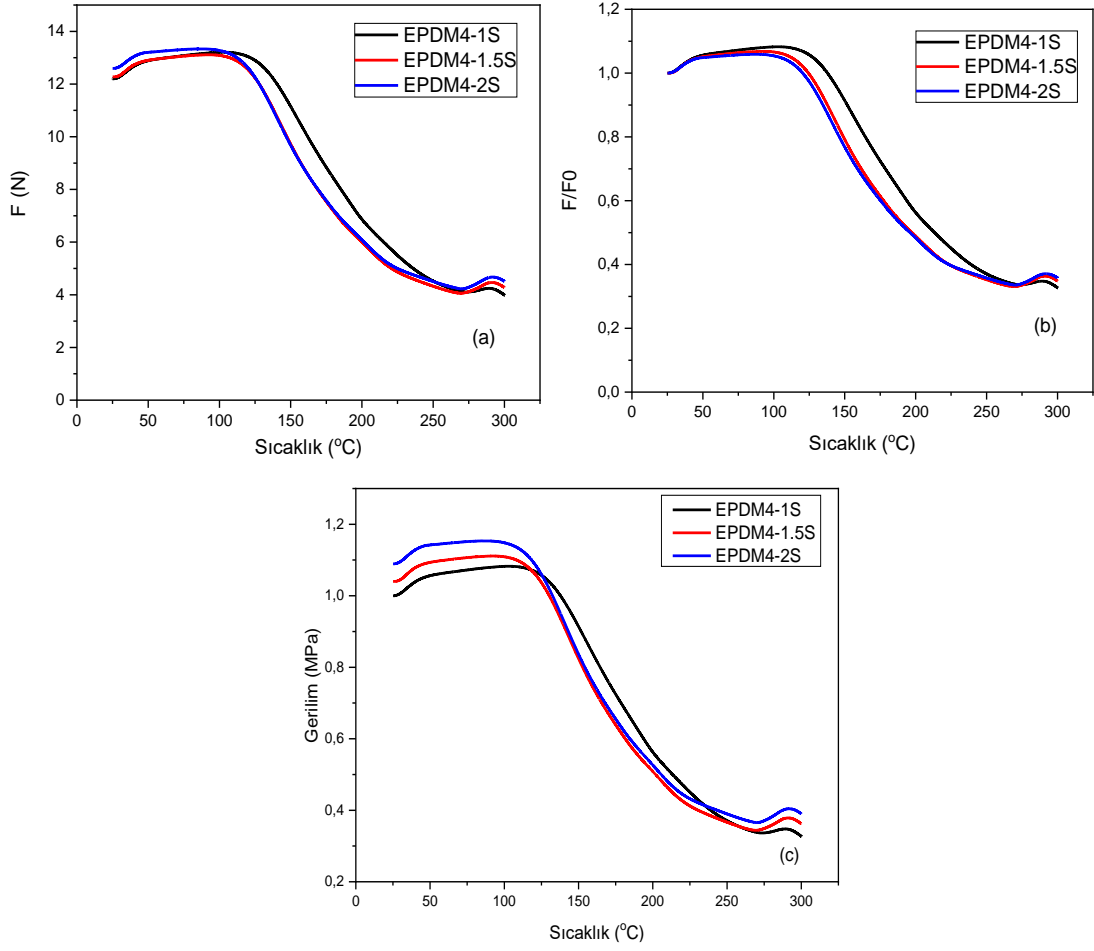 EPDM4-1S
EPDM4-1.5S
EPDM4-2S
F (N)
14
12
10
8
6
4
2
0
0 50 100 150 200 250 300
Sıcaklık (°C)
(a)
EPDM4-1S
EPDM4-1.5S
EPDM4-2S
F/F0
1,2
1,0
0,8
0,6
0,4
0,2
0,0
0 50 100 150 200 250 300
Sıcaklık (°C)
(b)
EPDM4-1S
EPDM4-1.5S
EPDM4-2S
Gerilim (MPa)
1,2
1,0
0,8
0,6
0,4
0,2
0 50 100 150 200 250 300
Sıcaklık (°C)
(c)